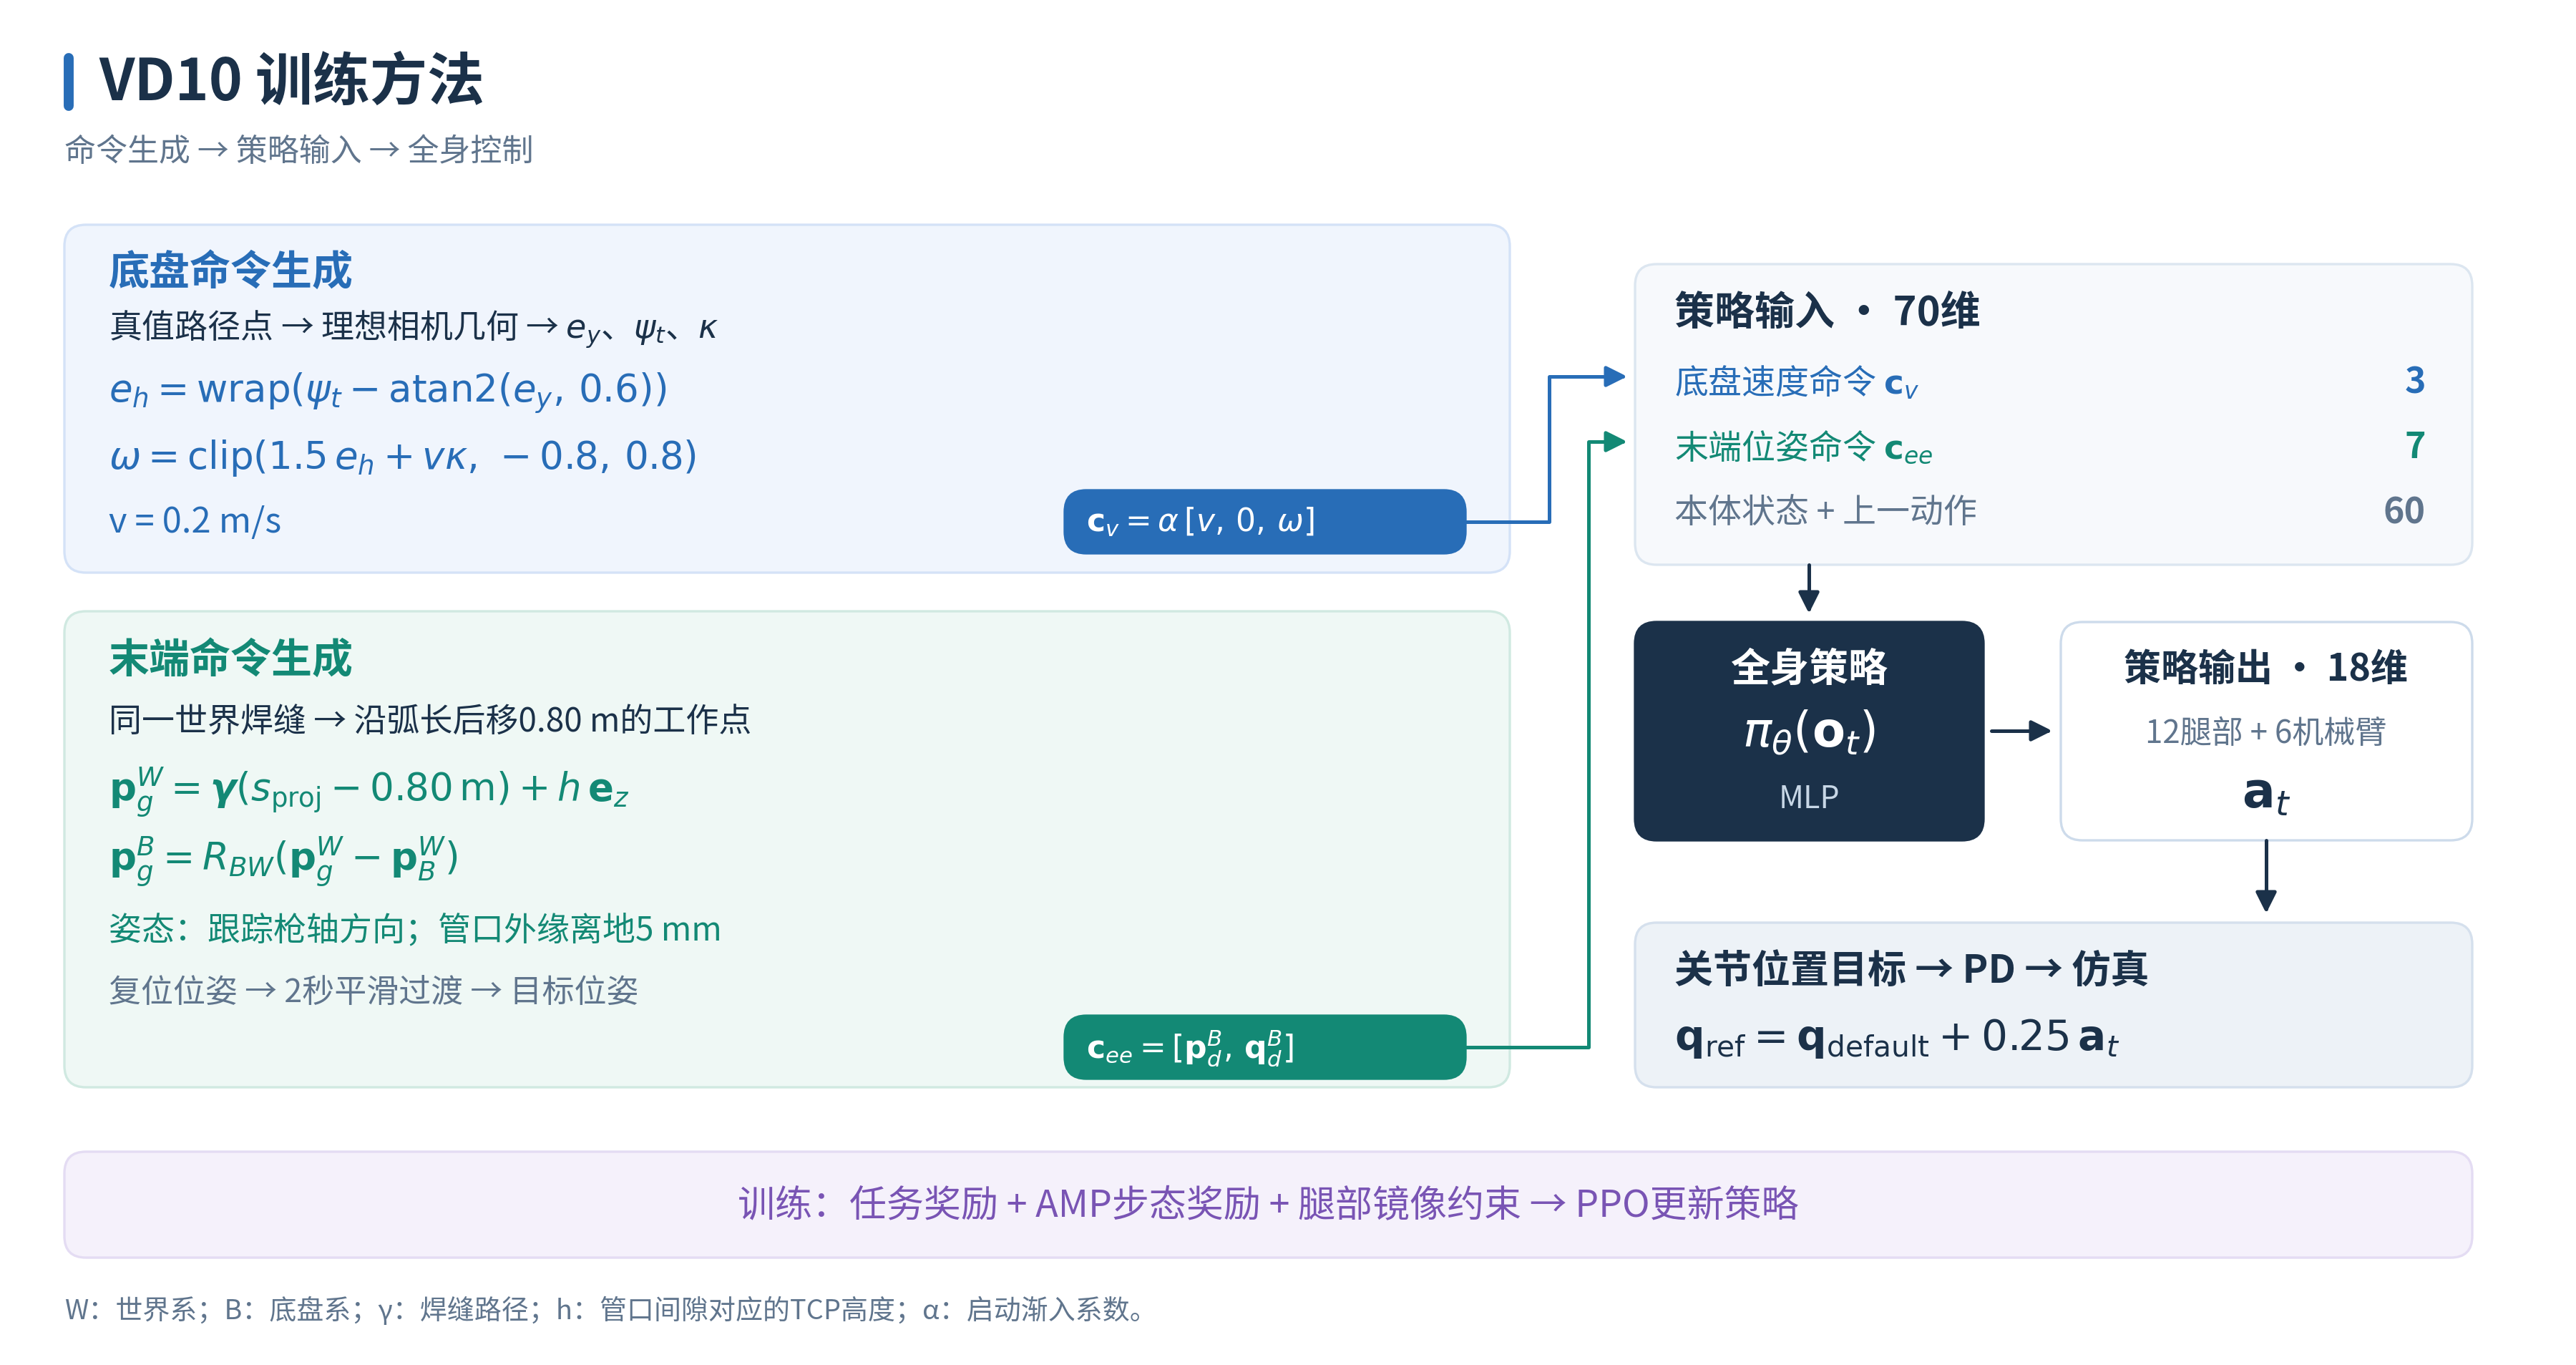 VD10 训练方法
命令生成 → 策略输入 → 全身控制
底盘命令生成
真值路径点 → 理想相机几何 → e_y、ψ_t、κ
e_h = wrap(ψ_t − atan2(e_y, 0.6))
ω = clip(1.5 e_h + vκ, −0.8, 0.8)
v = 0.2 m/s
c_v = α [v, 0, ω]
末端命令生成
同一世界焊缝 → 沿弧长后移0.80 m的工作点
p_g^W = γ(s_proj − 0.80 m) + h e_z
p_g^B = R_BW(p_g^W − p_B^W)
姿态：跟踪枪轴方向；管口外缘离地5 mm
复位位姿 → 2秒平滑过渡 → 目标位姿
c_ee = [p_d^B, q_d^B]
策略输入 • 70维
底盘速度命令 c_v 3
末端位姿命令 c_ee 7
本体状态 + 上一动作 60
全身策略
π_θ(o_t)
MLP
策略输出 • 18维
12腿部 + 6机械臂
a_t
关节位置目标 → PD → 仿真
q_ref = q_default + 0.25 a_t
训练：任务奖励 + AMP步态奖励 + 腿部镜像约束 → PPO更新策略
W：世界系；B：底盘系；γ：焊缝路径；h：管口间隙对应的TCP高度；α：启动渐入系数。